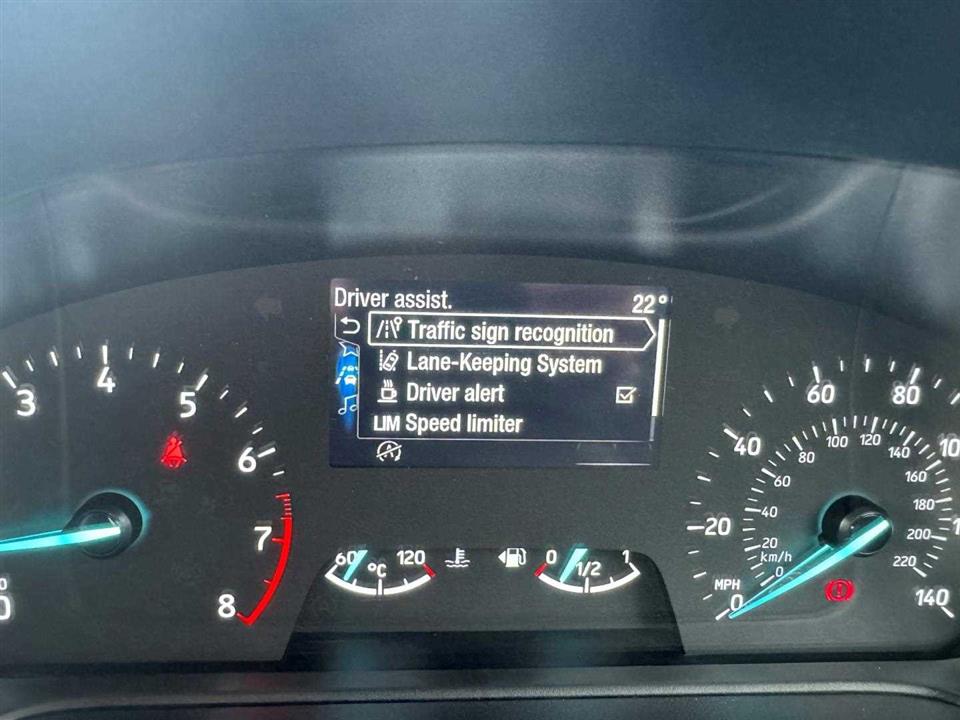 Driver assist. 22°
Traffic sign recognition
Lane-Keeping System
Driver alert
LIM Speed limiter
3 4 5 6 7 8
0
60 °C 120
0 1/2 1
MPH
0 20 40 60 80 140
km/h
0 20 40 60 80 100 120 140 160 180 200 220